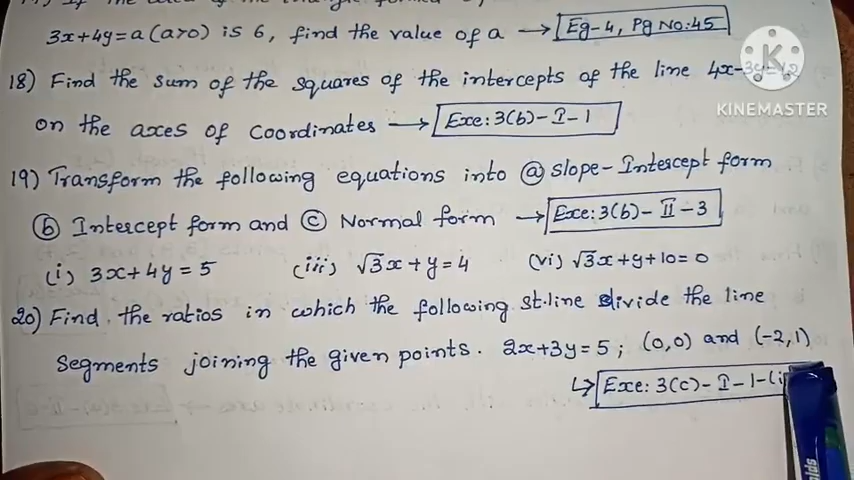 3x+4y=a (a>0) is 6, find the value of a → Eg-4, Pg No:45
18) Find the sum of the squares of the intercepts of the line 4x-3y=12
on the axes of coordinates → Exe: 3(b)-I-1
19) Transform the following equations into ⓐ slope-Intercept form
ⓑ Intercept form and ⓒ Normal form → Exe: 3(b)-II-3
(i) 3x+4y=5 (iii) √3x+y=4 (vi) √3x+y+10=0
20) Find the ratios in which the following st.line divide the line
segments joining the given points. 2x+3y=5; (0,0) and (-2,1)
↳ Exe: 3(c)-I-1-(i
KINEMASTER